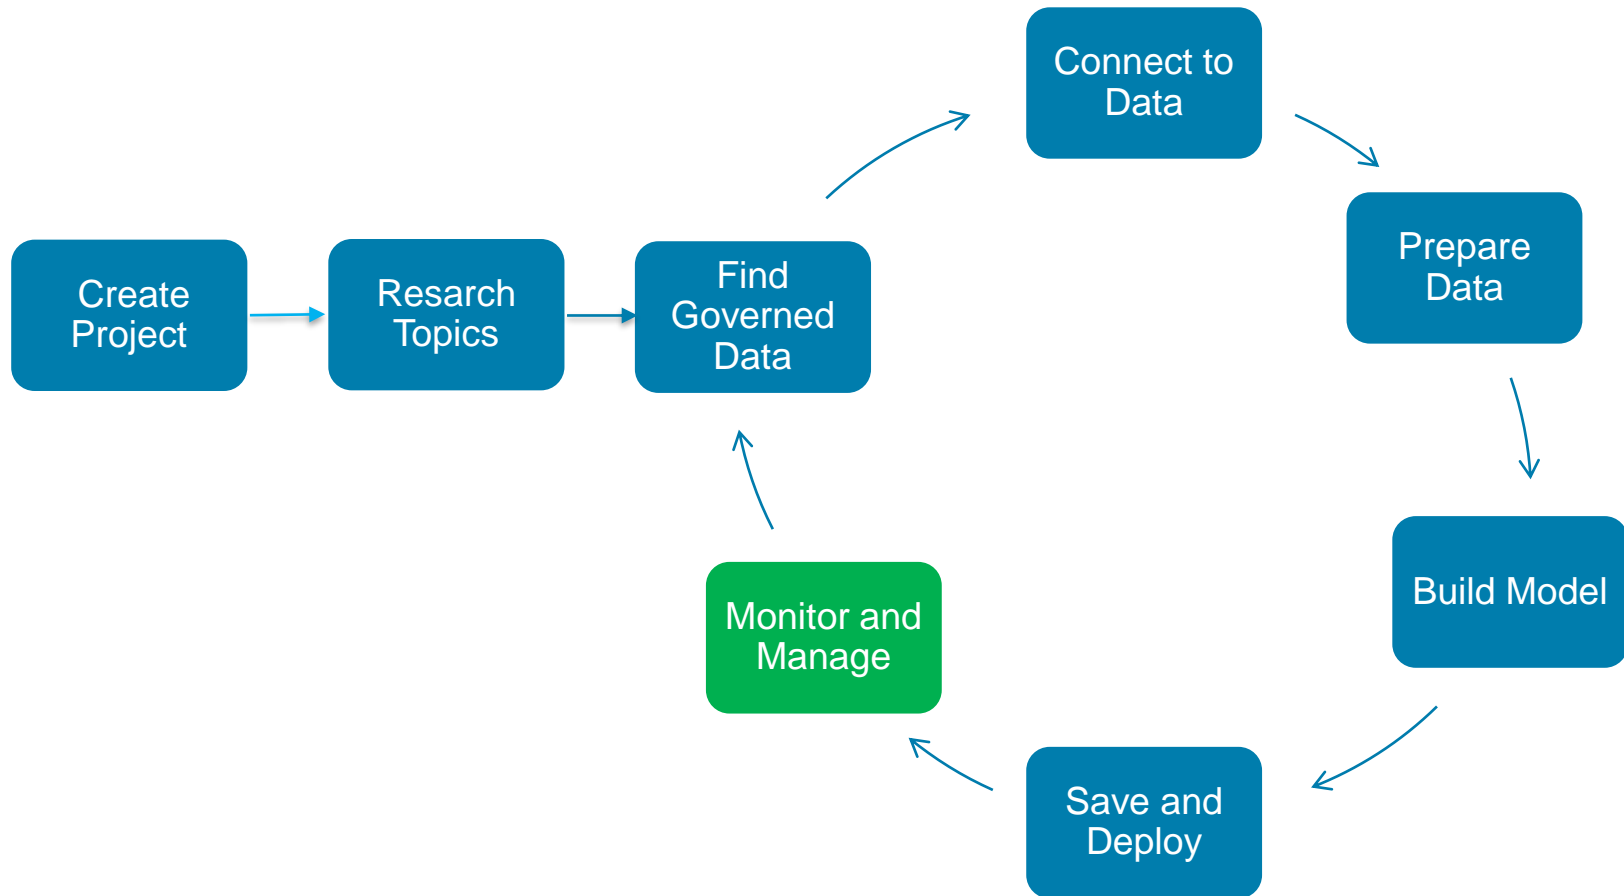 Create
Project
Resarch
Topics
Find
Governed
Data
Connect to
Data
Prepare
Data
Build Model
Save and
Deploy
Monitor and
Manage